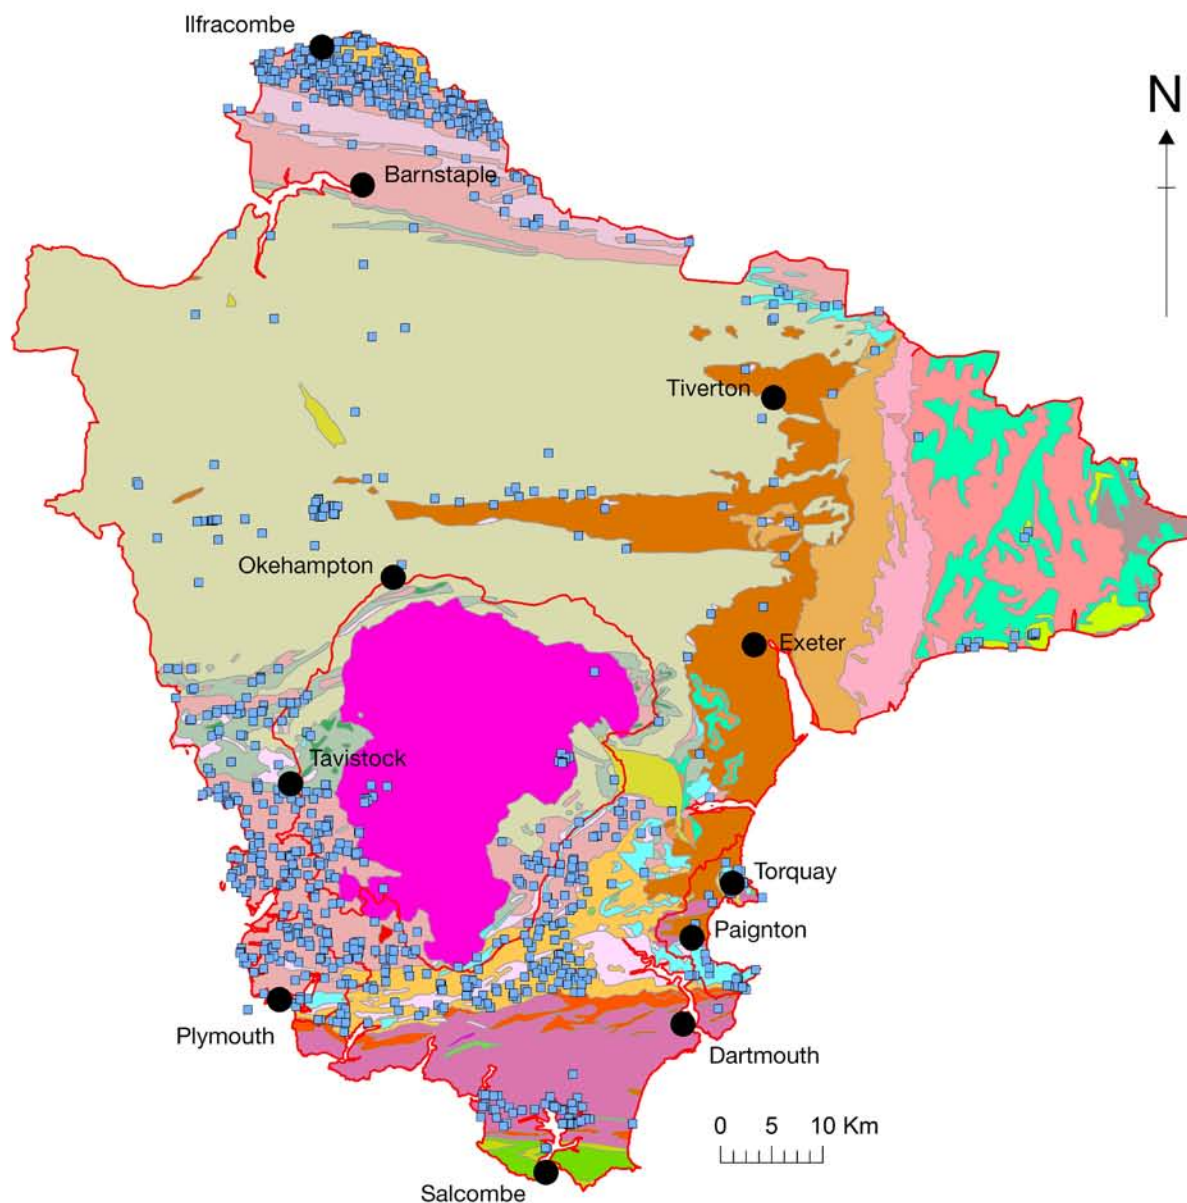 Ilfracombe
N
Barnstaple
Tiverton
Okehampton
Exeter
Tavistock
Torquay
Paignton
Plymouth
Dartmouth
0 5 10 Km
Salcombe